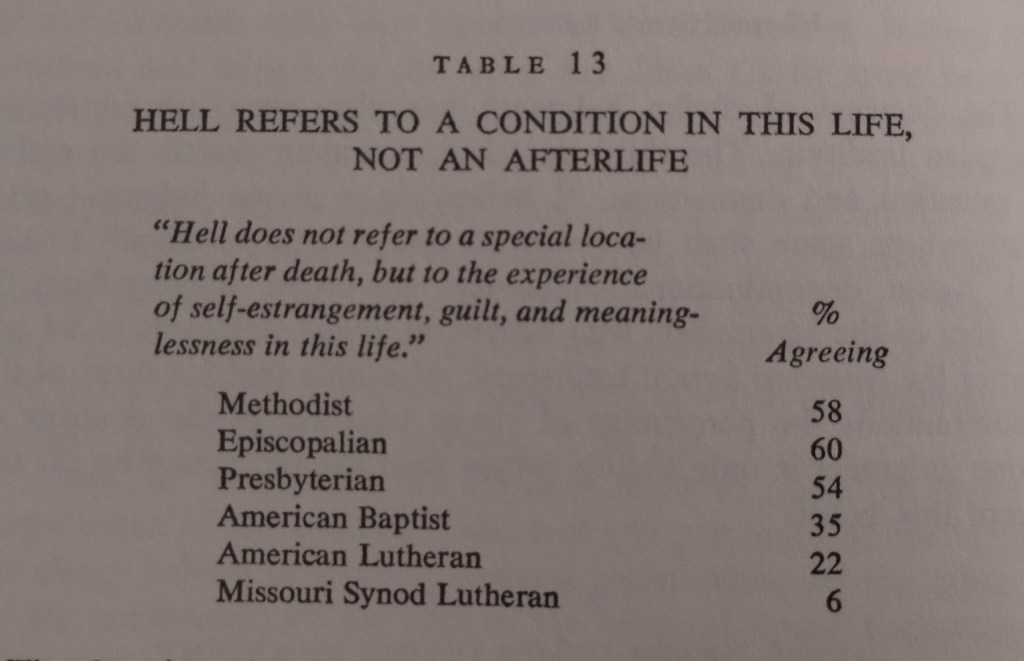 TABLE 13
HELL REFERS TO A CONDITION IN THIS LIFE,
NOT AN AFTERLIFE
“Hell does not refer to a special loca-
tion after death, but to the experience
of self-estrangement, guilt, and meaning- %
lessness in this life.” Agreeing
Methodist 58
Episcopalian 60
Presbyterian 54
American Baptist 35
American Lutheran 22
Missouri Synod Lutheran 6